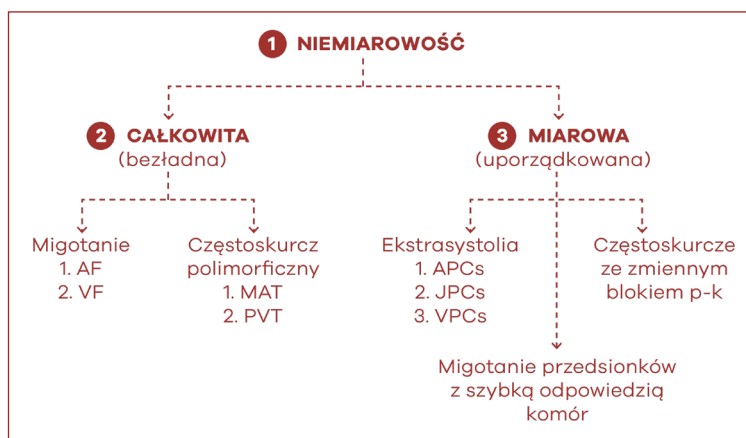 1 NIEMIAROWOŚĆ
2 CAŁKOWITA
(bezładna)
3 MIAROWA
(uporządkowana)
Migotanie
1. AF
2. VF
Częstoskurcz
polimorficzny
1. MAT
2. PVT
Ekstrasystolia
1. APCs
2. JPCs
3. VPCs
Częstoskurcze
ze zmiennym
blokiem p-k
Migotanie przedsionków
z szybką odpowiedzią
komór